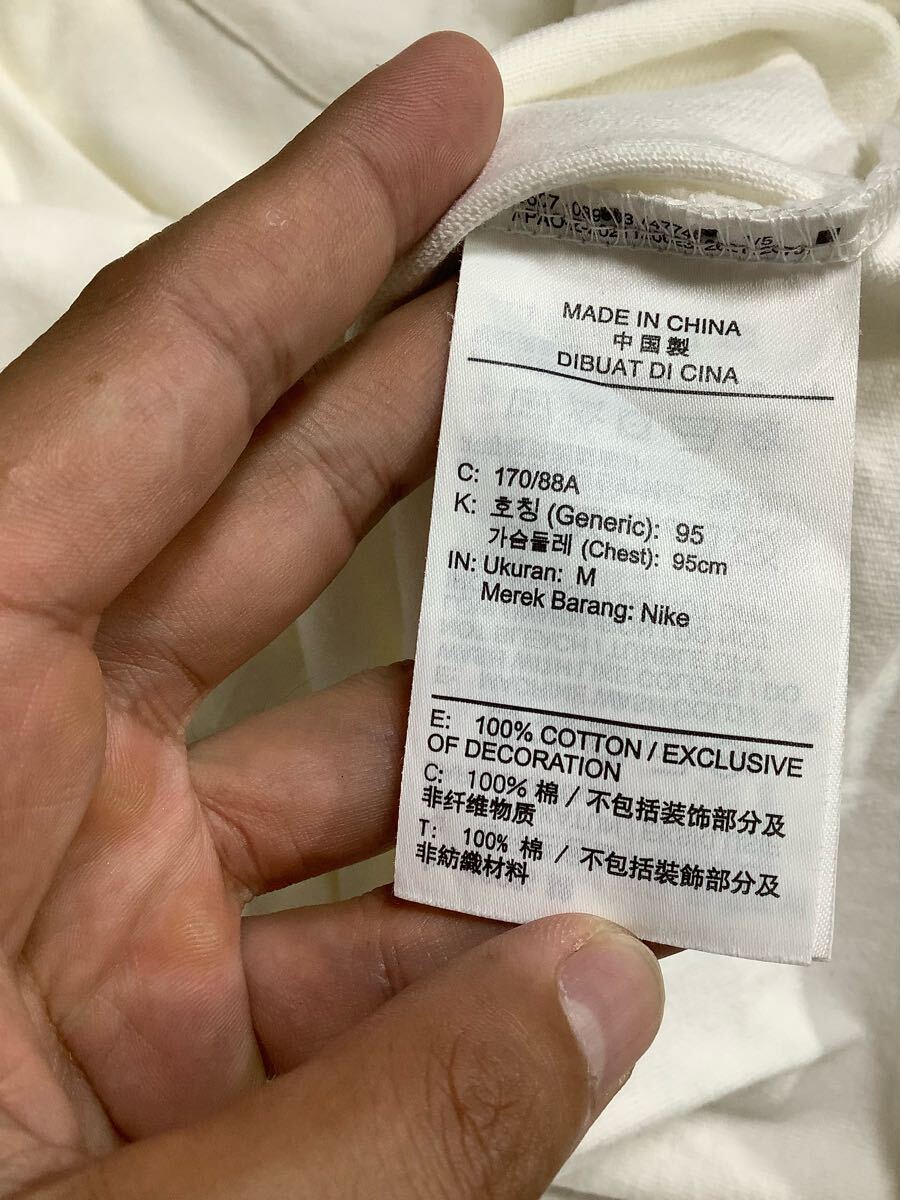 MADE IN CHINA
中国製
DIBUAT DI CINA
C: 170/88A
K: 호칭 (Generic): 95
가슴둘레 (Chest): 95cm
IN: Ukuran: M
Merek Barang: Nike
E: 100% COTTON / EXCLUSIVE
OF DECORATION
C: 100% 棉 / 不包括装饰部分及
非纤维物质
T: 100% 棉 / 不包括裝飾部分及
非紡織材料